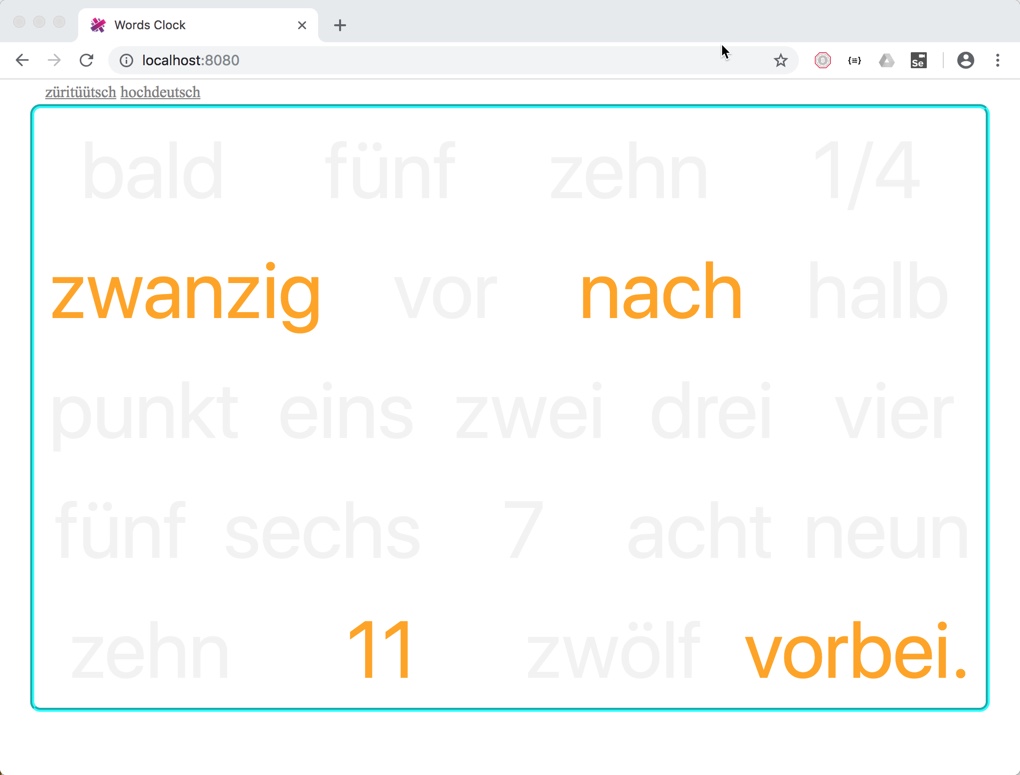 Words Clock
localhost:8080
Se
züritüütsch hochdeutsch
bald fünf zehn 1/4
zwanzig vor nach halb
punkt eins zwei drei vier
fünf sechs 7 acht neun
zehn 11 zwölf vorbei.